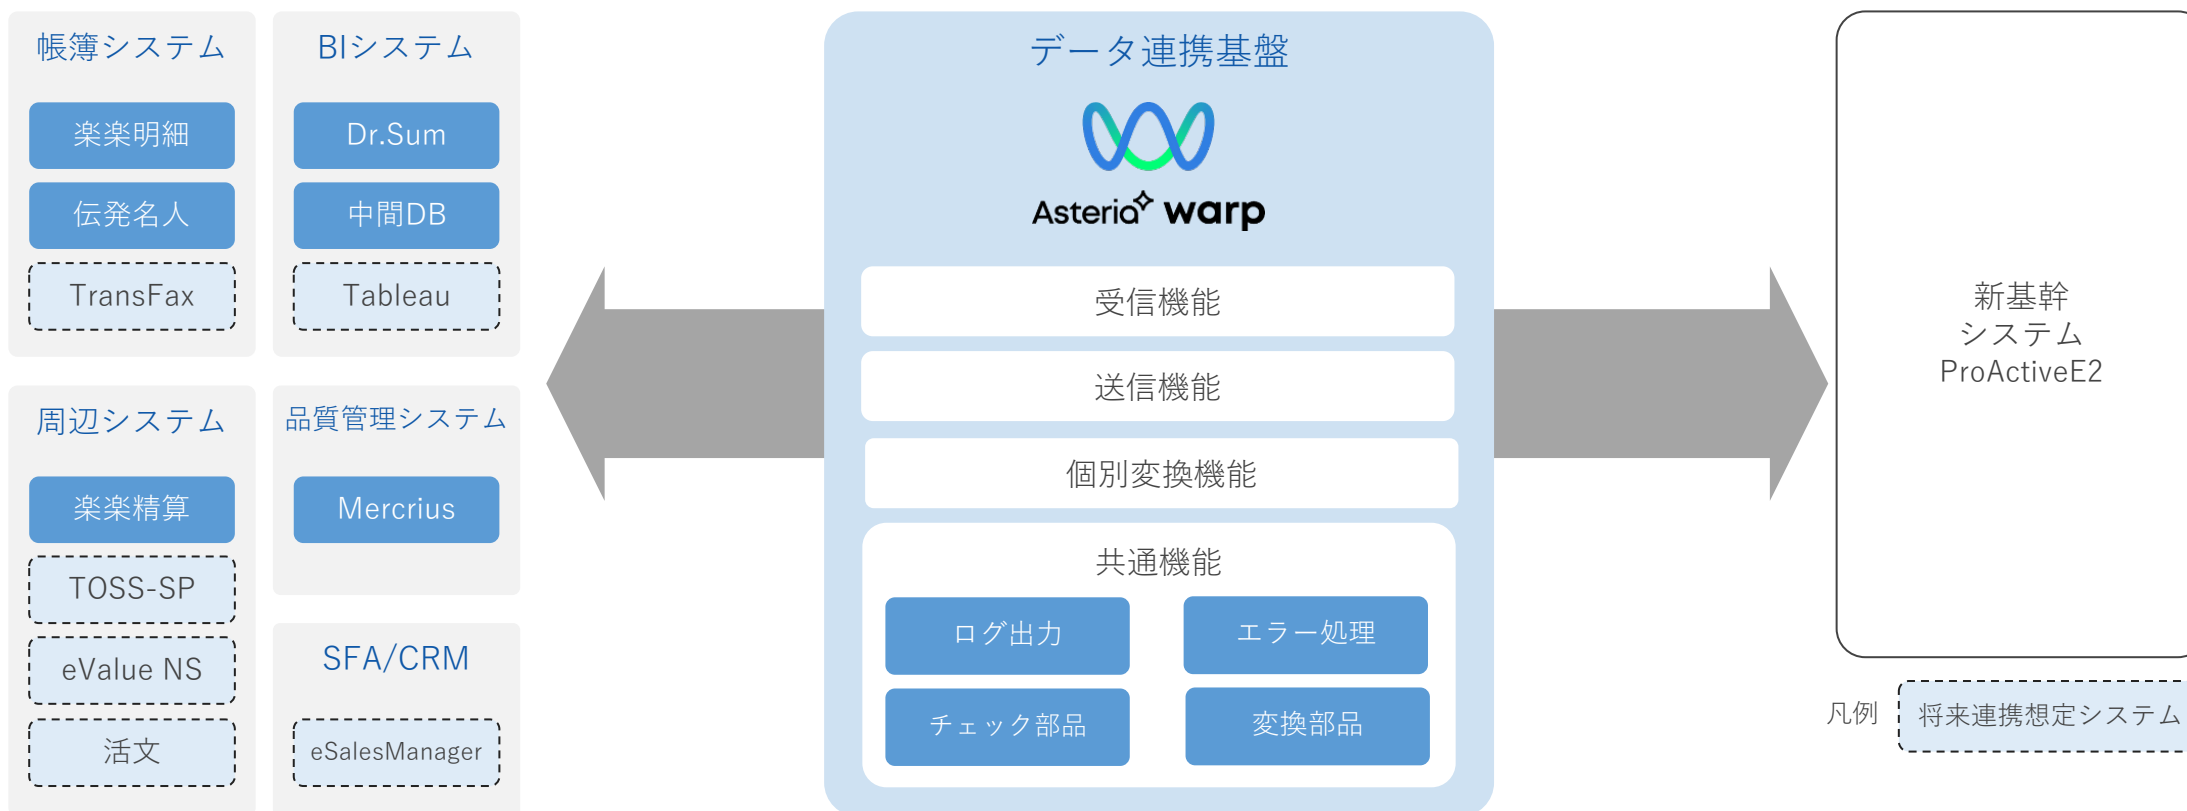 帳簿システム
楽楽明細
伝発名人
TransFax
BIシステム
Dr.Sum
中間DB
Tableau
周辺システム
楽楽精算
TOSS-SP
eValue NS
活文
品質管理システム
Mercrius
SFA/CRM
eSalesManager
データ連携基盤
Asteria warp
受信機能
送信機能
個別変換機能
共通機能
ログ出力
エラー処理
チェック部品
変換部品
新基幹
システム
ProActiveE2
凡例
将来連携想定システム